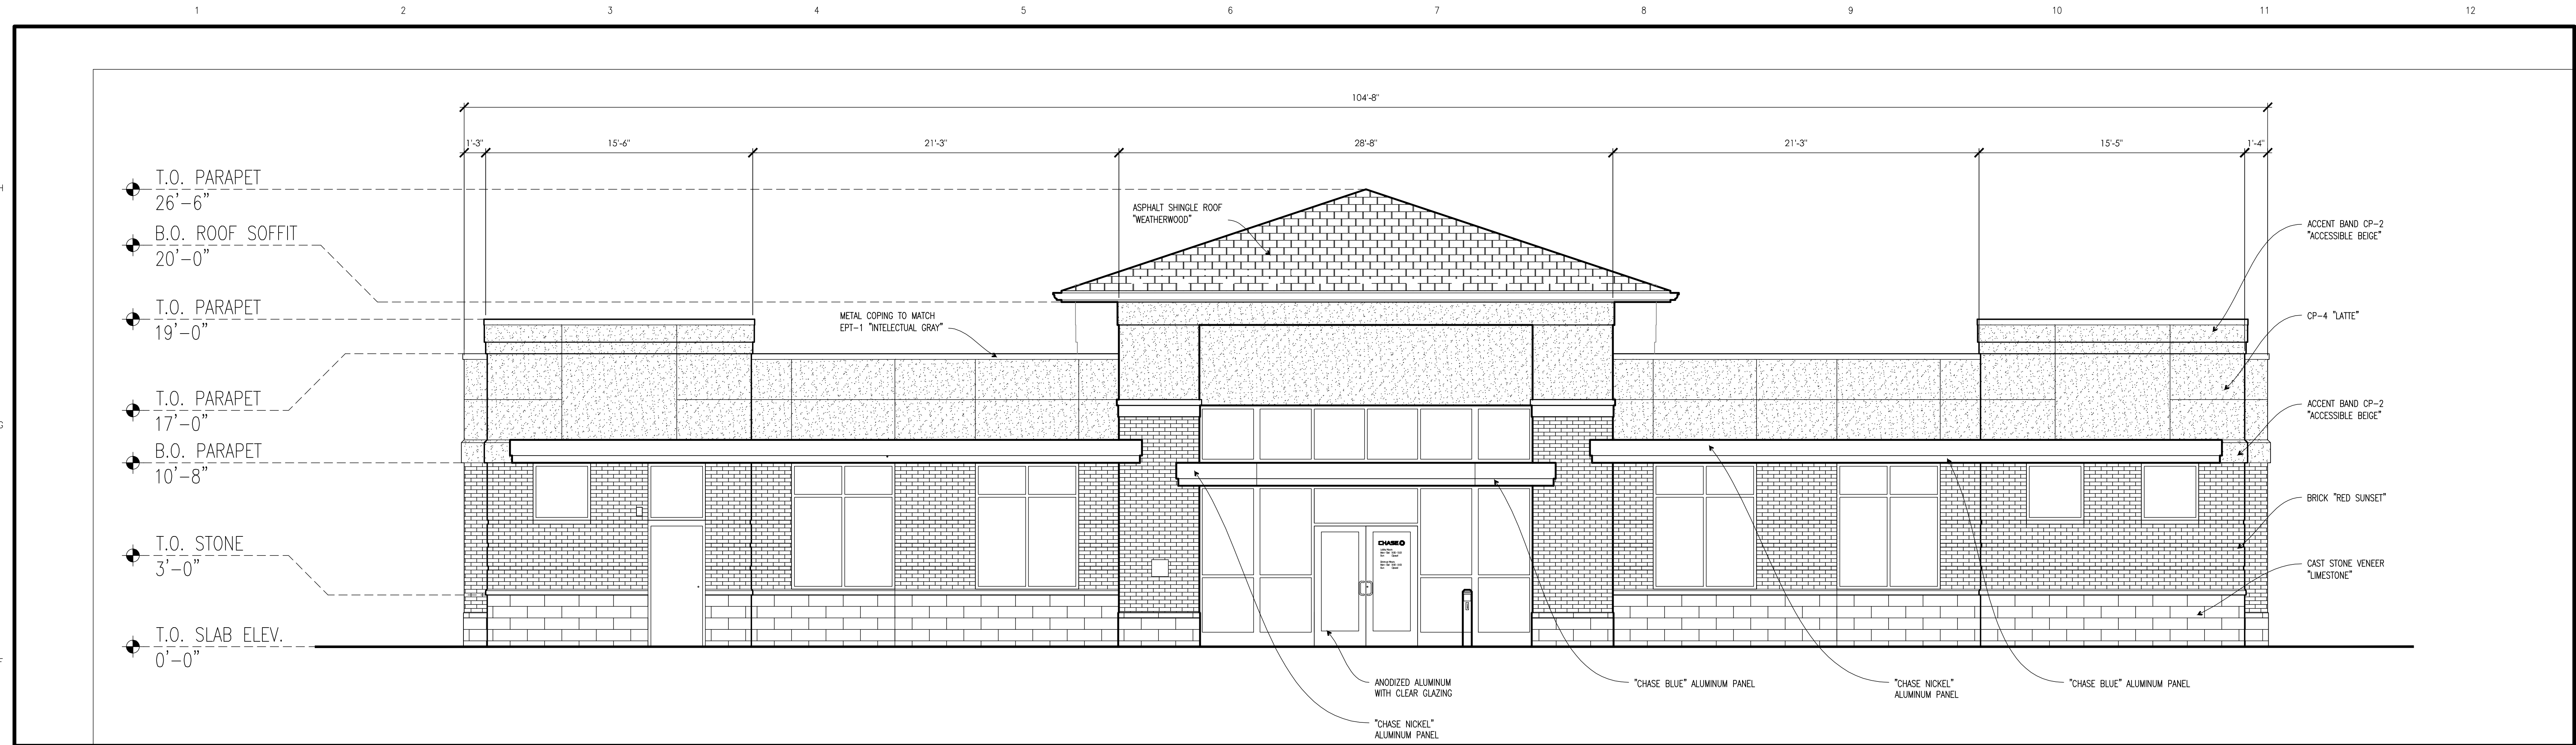 1 2 3 4 5 6 7 8 9 10 11 12
104'-8"
1'-3" 15'-6" 21'-3" 28'-8" 21'-3" 15'-5" 1'-4"
T.O. PARAPET
26'-6"
B.O. ROOF SOFFIT
20'-0"
T.O. PARAPET
19'-0"
T.O. PARAPET
17'-0"
B.O. PARAPET
10'-8"
T.O. STONE
3'-0"
T.O. SLAB ELEV.
0'-0"
ASPHALT SHINGLE ROOF
"WEATHERWOOD"
METAL COPING TO MATCH
EPT-1 "INTELECTUAL GRAY"
ACCENT BAND CP-2
"ACCESSIBLE BEIGE"
CP-4 "LATTE"
ACCENT BAND CP-2
"ACCESSIBLE BEIGE"
BRICK "RED SUNSET"
CAST STONE VENEER
"LIMESTONE"
CHASE
ANODIZED ALUMINUM
WITH CLEAR GLAZING
"CHASE BLUE" ALUMINUM PANEL
"CHASE NICKEL"
ALUMINUM PANEL
"CHASE BLUE" ALUMINUM PANEL
"CHASE NICKEL"
ALUMINUM PANEL